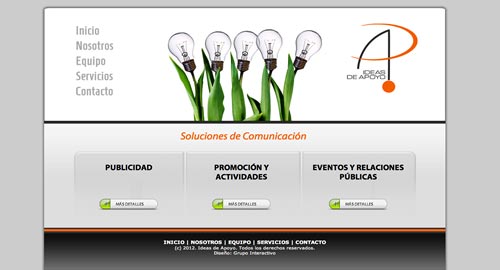 Inicio
Nosotros
Equipo
Servicios
Contacto
IDEAS
DE APOYO
Soluciones de Comunicación
PUBLICIDAD
MÁS DETALLES
PROMOCIÓN Y
ACTIVIDADES
MÁS DETALLES
EVENTOS Y RELACIONES
PÚBLICAS
MÁS DETALLES
INICIO | NOSOTROS | EQUIPO | SERVICIOS | CONTACTO
(c) 2012. Ideas de Apoyo. Todos los derechos reservados.
Diseño: Grupo Interactivo